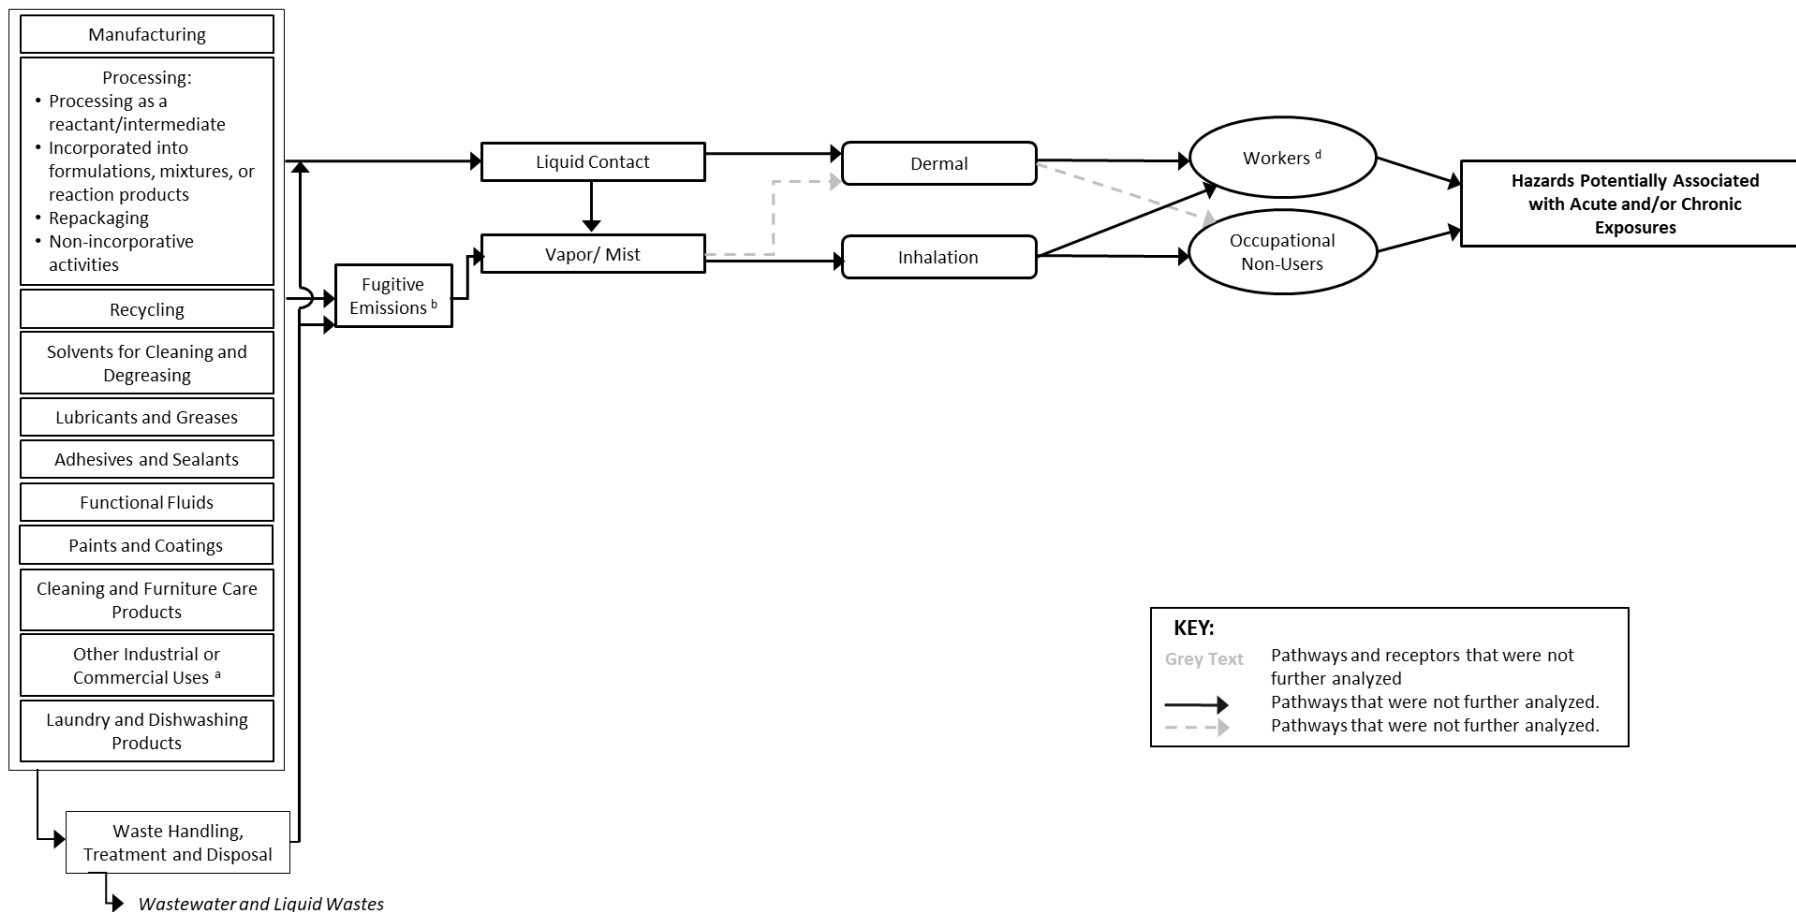 Manufacturing
Processing:
• Processing as a
reactant/intermediate
• Incorporated into
formulations, mixtures, or
reaction products
• Repackaging
• Non-incorporative
activities
Recycling
Solvents for Cleaning and
Degreasing
Lubricants and Greases
Adhesives and Sealants
Functional Fluids
Paints and Coatings
Cleaning and Furniture Care
Products
Other Industrial or
Commercial Uses a
Laundry and Dishwashing
Products
Waste Handling,
Treatment and Disposal
Wastewater and Liquid Wastes
Fugitive
Emissions b
Liquid Contact
Vapor/ Mist
Dermal
Inhalation
Workers d
Occupational
Non-Users
Hazards Potentially Associated
with Acute and/or Chronic
Exposures
KEY:
Grey Text Pathways and receptors that were not
further analyzed
Pathways that were not further analyzed.
Pathways that were not further analyzed.